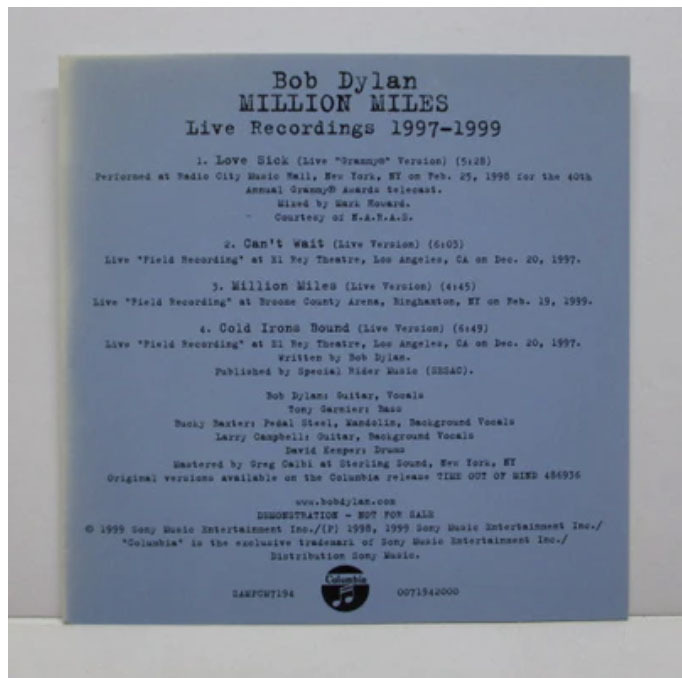 Bob Dylan
MILLION MILES
Live Recordings 1997-1999
1. Love Sick (Live "Grammy® Version) (5:28)
Performed at Radio City Music Hall, New York, NY on Feb. 25, 1998 for the 40th
Annual Grammy® Awards telecast.
Mixed by Mark Howard.
Courtesy of N.A.R.A.S.
2. Can't Wait (Live Version) (6:03)
Live "Field Recording" at El Rey Theatre, Los Angeles, CA on Dec. 20, 1997.
3. Million Miles (Live Version) (4:45)
Live "Field Recording" at Broome County Arena, Binghamton, NY on Feb. 19, 1999.
4. Cold Irons Bound (Live Version) (6:49)
Live "Field Recording" at El Rey Theatre, Los Angeles, CA on Dec. 20, 1997.
Written by Bob Dylan.
Published by Special Rider Music (SESAC).
Bob Dylan: Guitar, Vocals
Tony Garnier: Bass
Bucky Baxter: Pedal Steel, Mandolin, Background Vocals
Larry Campbell: Guitar, Background Vocals
David Kemper: Drums
Mastered by Greg Calbi at Sterling Sound, New York, NY
Original versions available on the Columbia release TIME OUT OF MIND 486936
www.bobdylan.com
DEMONSTRATION - NOT FOR SALE
© 1999 Sony Music Entertainment Inc./(P) 1998, 1999 Sony Music Entertainment Inc./
"Columbia" is the exclusive trademark of Sony Music Entertainment Inc./
Distribution Sony Music.
Columbia
SAMPCM7194 0071942000